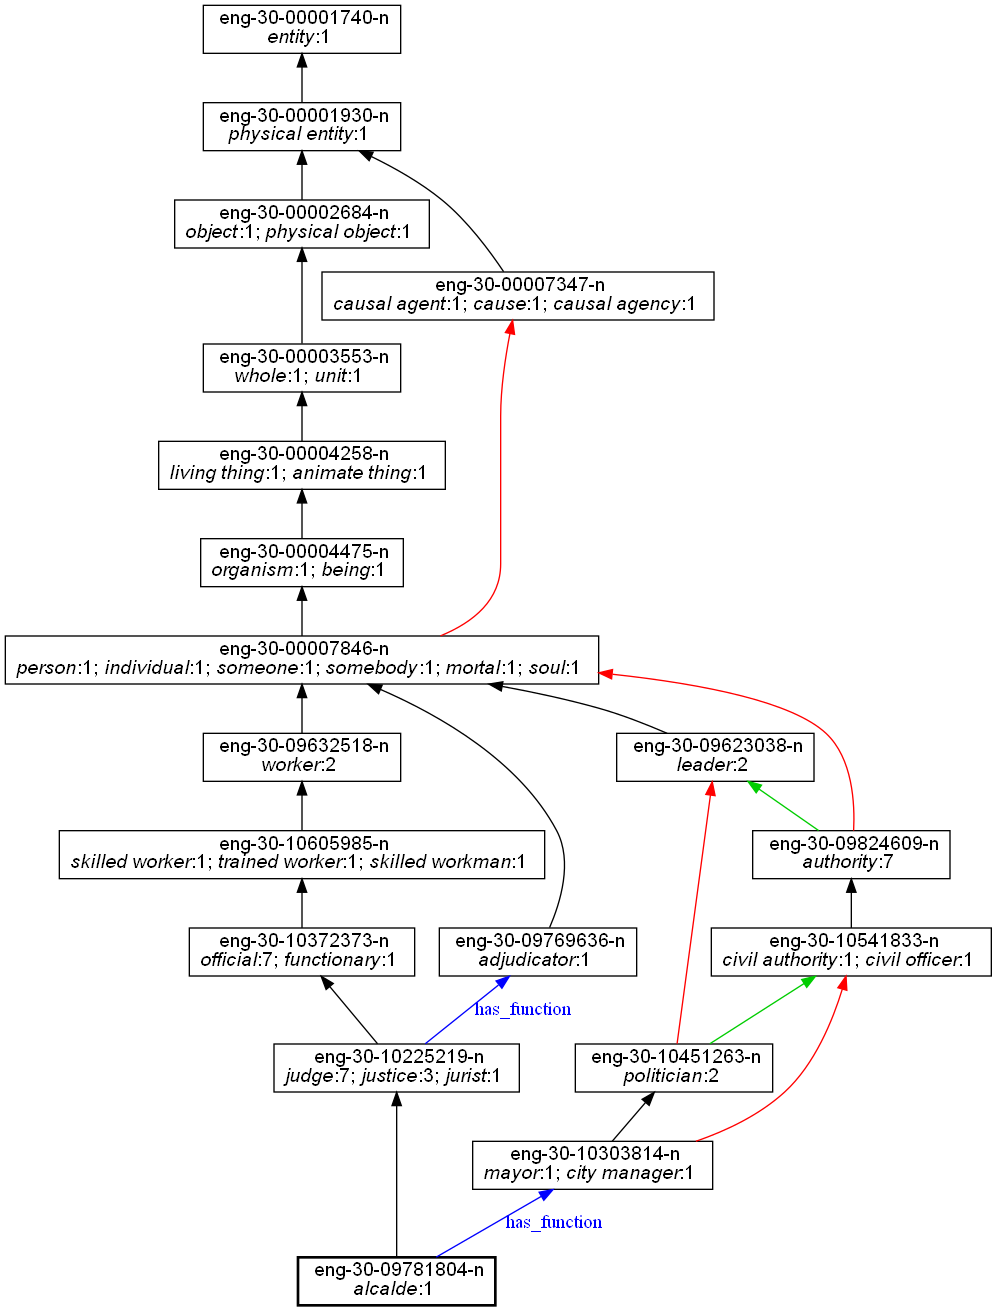 eng-30-00001740-n
entity:1
eng-30-00001930-n
physical entity:1
eng-30-00002684-n
object:1; physical object:1
eng-30-00007347-n
causal agent:1; cause:1; causal agency:1
eng-30-00003553-n
whole:1; unit:1
eng-30-00004258-n
living thing:1; animate thing:1
eng-30-00004475-n
organism:1; being:1
eng-30-00007846-n
person:1; individual:1; someone:1; somebody:1; mortal:1; soul:1
eng-30-09632518-n
worker:2
eng-30-09623038-n
leader:2
eng-30-10605985-n
skilled worker:1; trained worker:1; skilled workman:1
eng-30-09824609-n
authority:7
eng-30-10372373-n
official:7; functionary:1
eng-30-09769636-n
adjudicator:1
eng-30-10541833-n
civil authority:1; civil officer:1
has_function
eng-30-10225219-n
judge:7; justice:3; jurist:1
eng-30-10451263-n
politician:2
eng-30-10303814-n
mayor:1; city manager:1
has_function
eng-30-09781804-n
alcalde:1